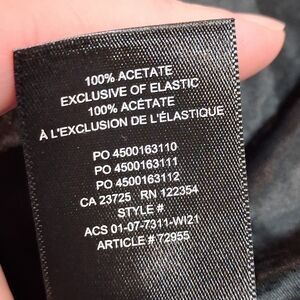 100% ACETATE
EXCLUSIVE OF ELASTIC
100% ACÉTATE
À L'EXCLUSION DE L'ÉLASTIQUE
PO 4500163110
PO 4500163111
PO 4500163112
CA 23725 RN 122354
STYLE #
ACS 01-07-7311-WI21
ARTICLE # 72955